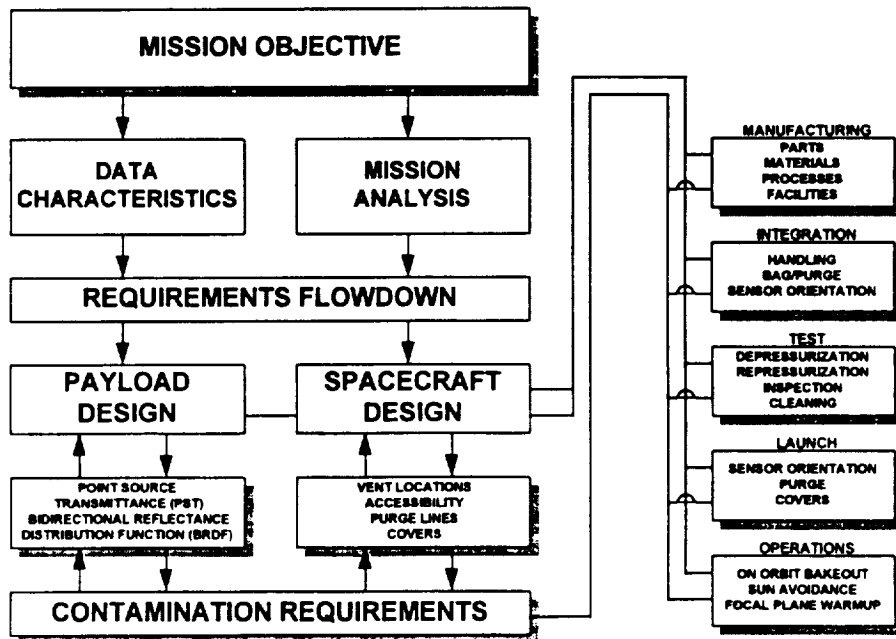 MISSION OBJECTIVE
DATA
CHARACTERISTICS
MISSION
ANALYSIS
REQUIREMENTS FLOWDOWN
PAYLOAD
DESIGN
SPACECRAFT
DESIGN
POINT SOURCE
TRANSMITTANCE (PST)
BIDIRECTIONAL REFLECTANCE
DISTRIBUTION FUNCTION (BRDF)
VENT LOCATIONS
ACCESSIBILITY
PURGE LINES
COVERS
CONTAMINATION REQUIREMENTS
MANUFACTURING
PARTS
MATERIALS
PROCESSES
FACILITIES
INTEGRATION
HANDLING
BAG/PURGE
SENSOR ORIENTATION
TEST
DEPRESSURIZATION
REPRESSURIZATION
INSPECTION
CLEANING
LAUNCH
SENSOR ORIENTATION
PURGE
COVERS
OPERATIONS
ON ORBIT BAKEOUT
SUN AVOIDANCE
FOCAL PLANE WARMUP